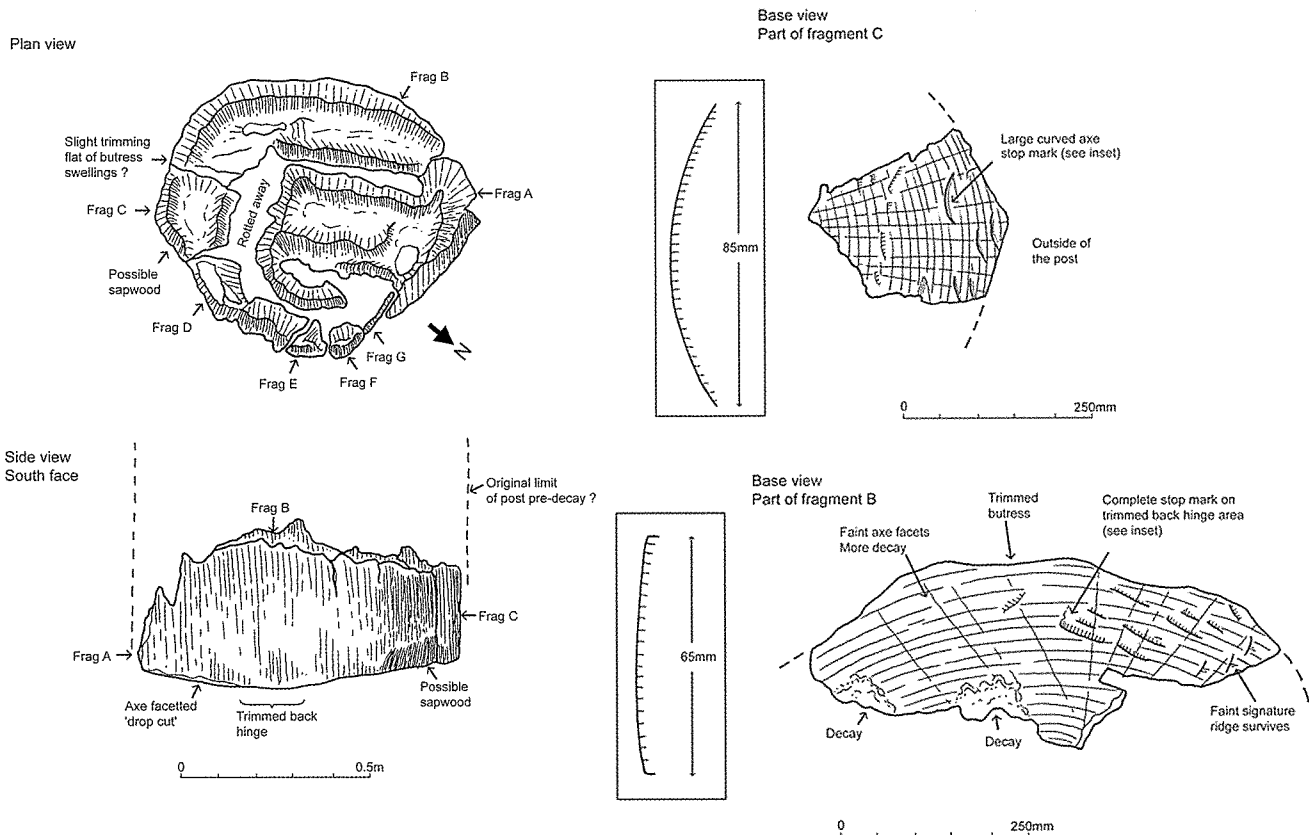 Plan view
Frag B
Slight trimming
flat of butress
swellings ?
Frag A
Frag C
Rotted away
Possible
sapwood
Frag D
Frag G
N
Frag E
Frag F
Base view
Part of fragment C
85mm
Large curved axe
stop mark (see inset)
Outside of
the post
0
250mm
Side view
South face
Original limit
of post pre-decay ?
Frag B
Frag C
Frag A
Possible
sapwood
Axe facetted
'drop cut'
Trimmed back
hinge
0
0.5m
65mm
Base view
Part of fragment B
Trimmed
butress
Complete stop mark on
trimmed back hinge area
(see inset)
Faint axe facets
More decay
Decay
Decay
Faint signature
ridge survives
0
250mm